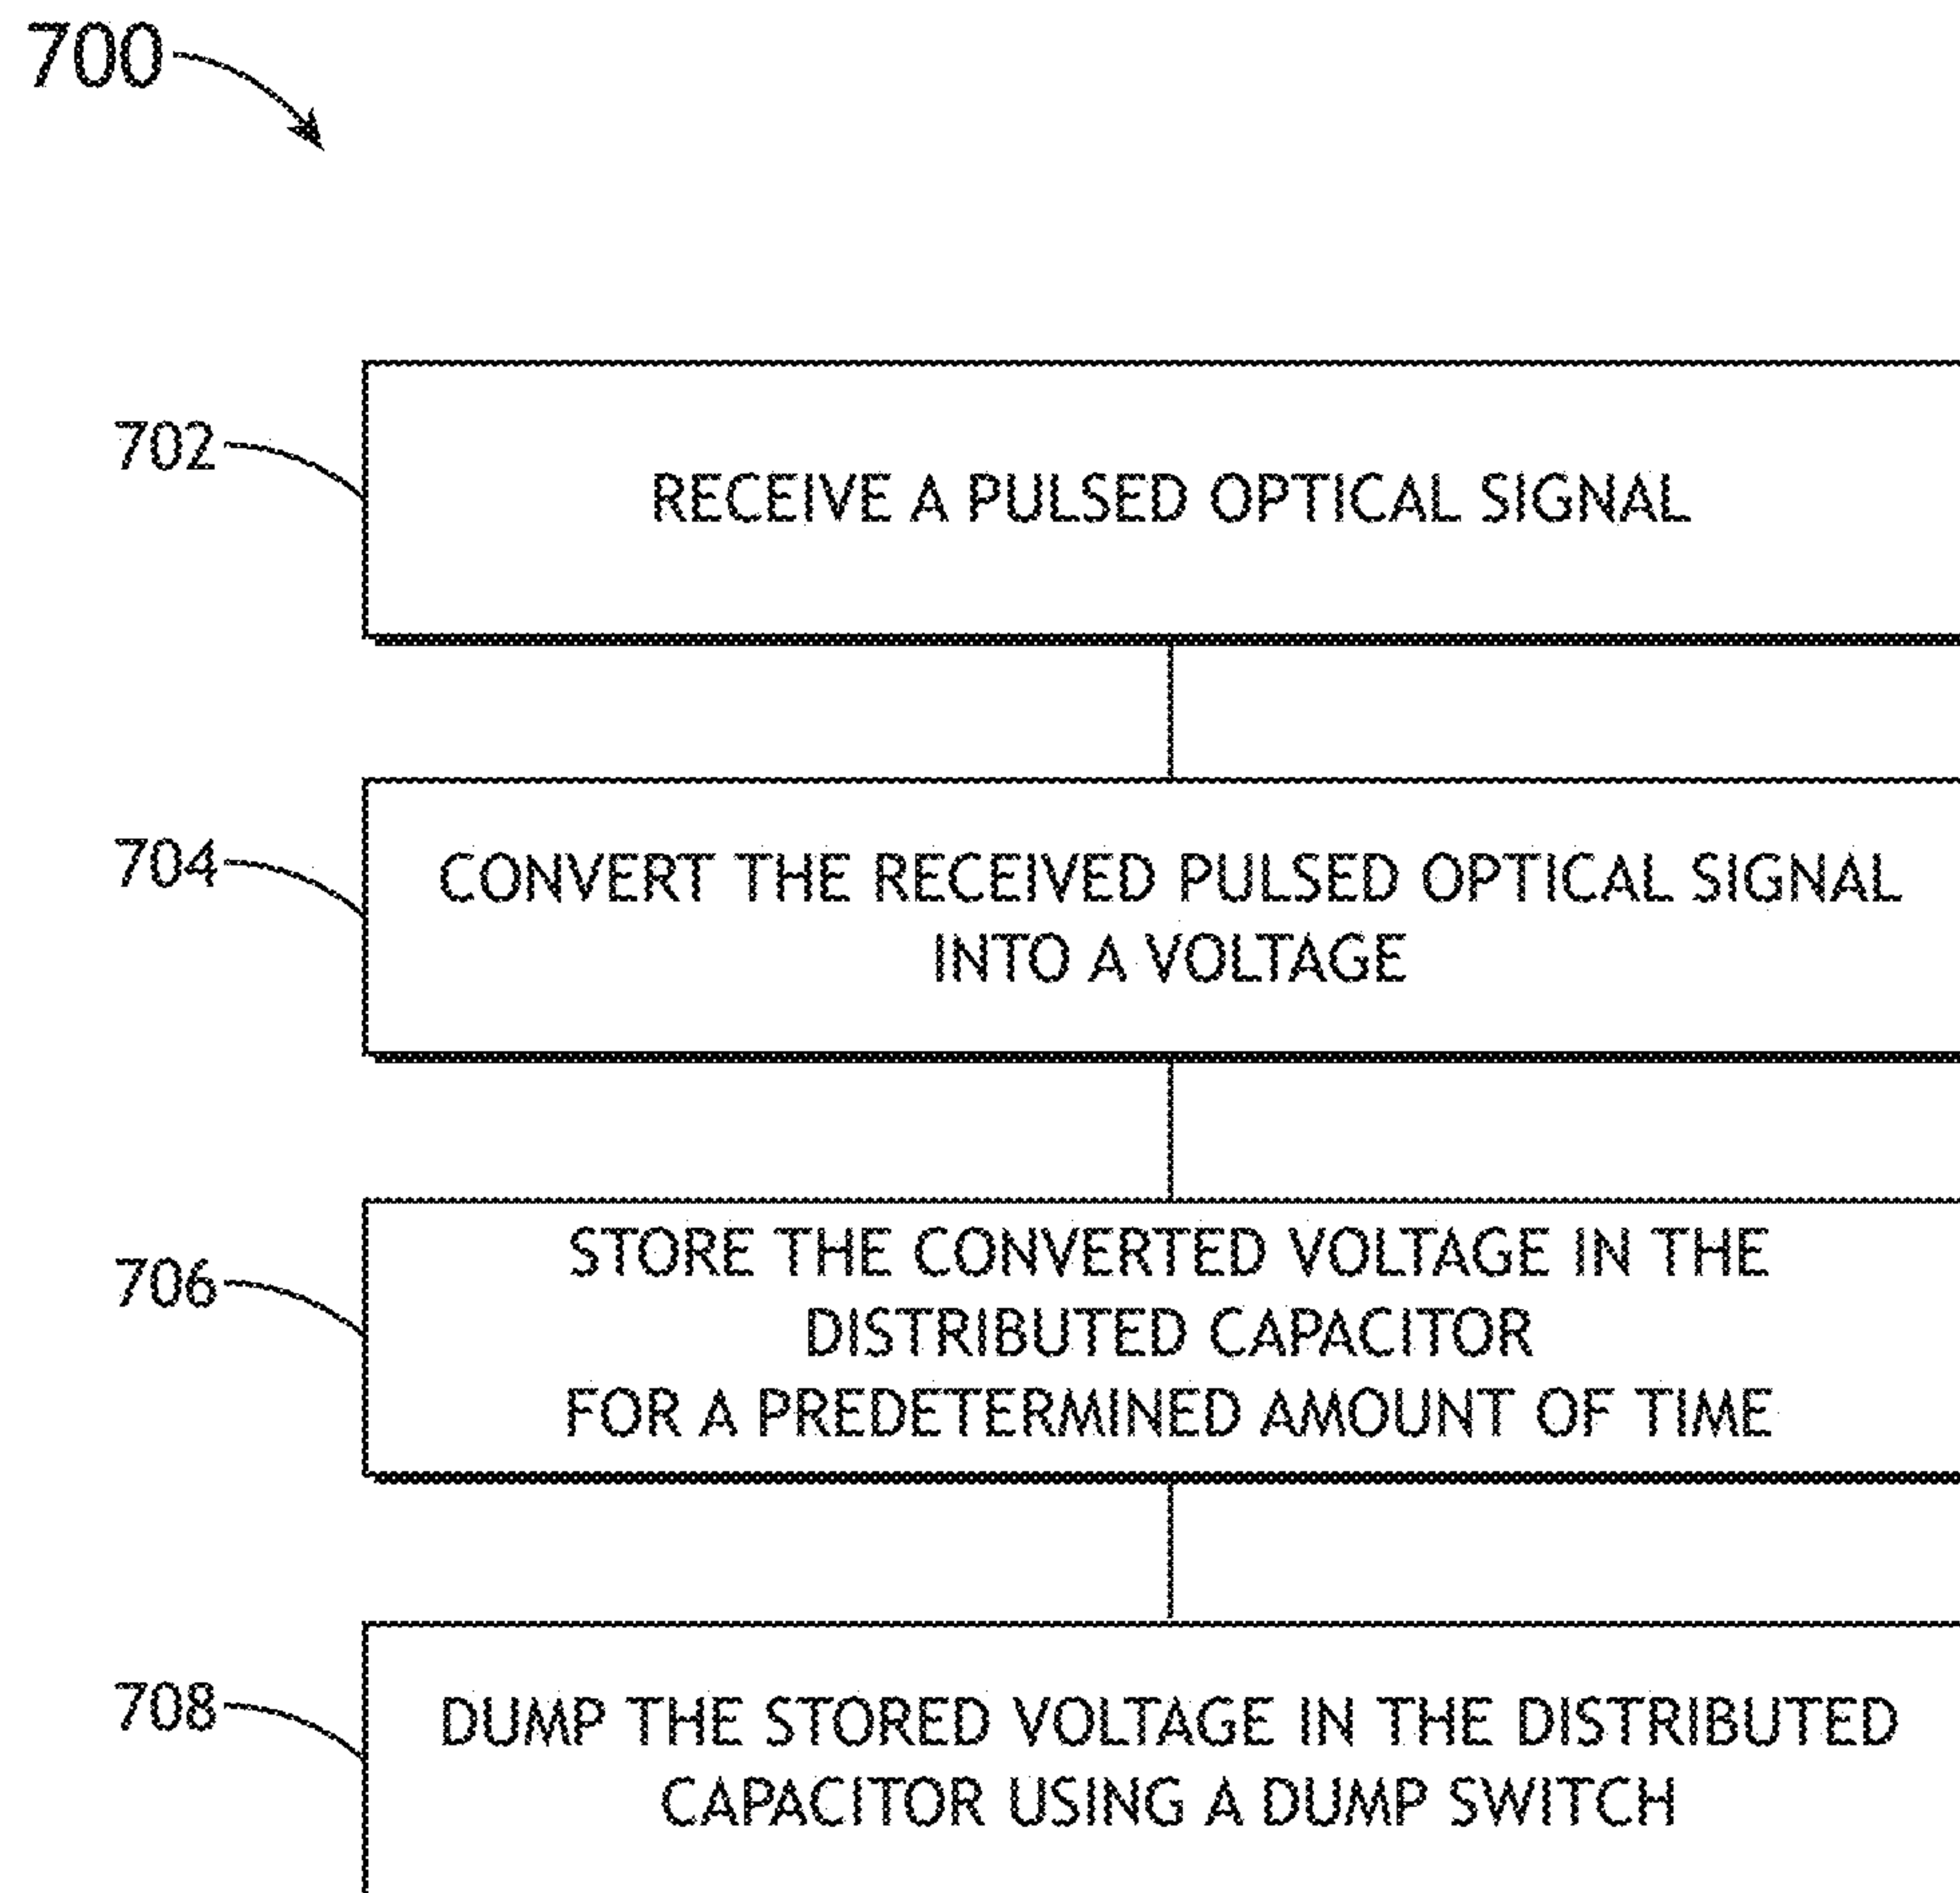 700
702
RECEIVE A PULSED OPTICAL SIGNAL
704
CONVERT THE RECEIVED PULSED OPTICAL SIGNAL
INTO A VOLTAGE
706
STORE THE CONVERTED VOLTAGE IN THE
DISTRIBUTED CAPACITOR
FOR A PREDETERMINED AMOUNT OF TIME
708
DUMP THE STORED VOLTAGE IN THE DISTRIBUTED
CAPACITOR USING A DUMP SWITCH